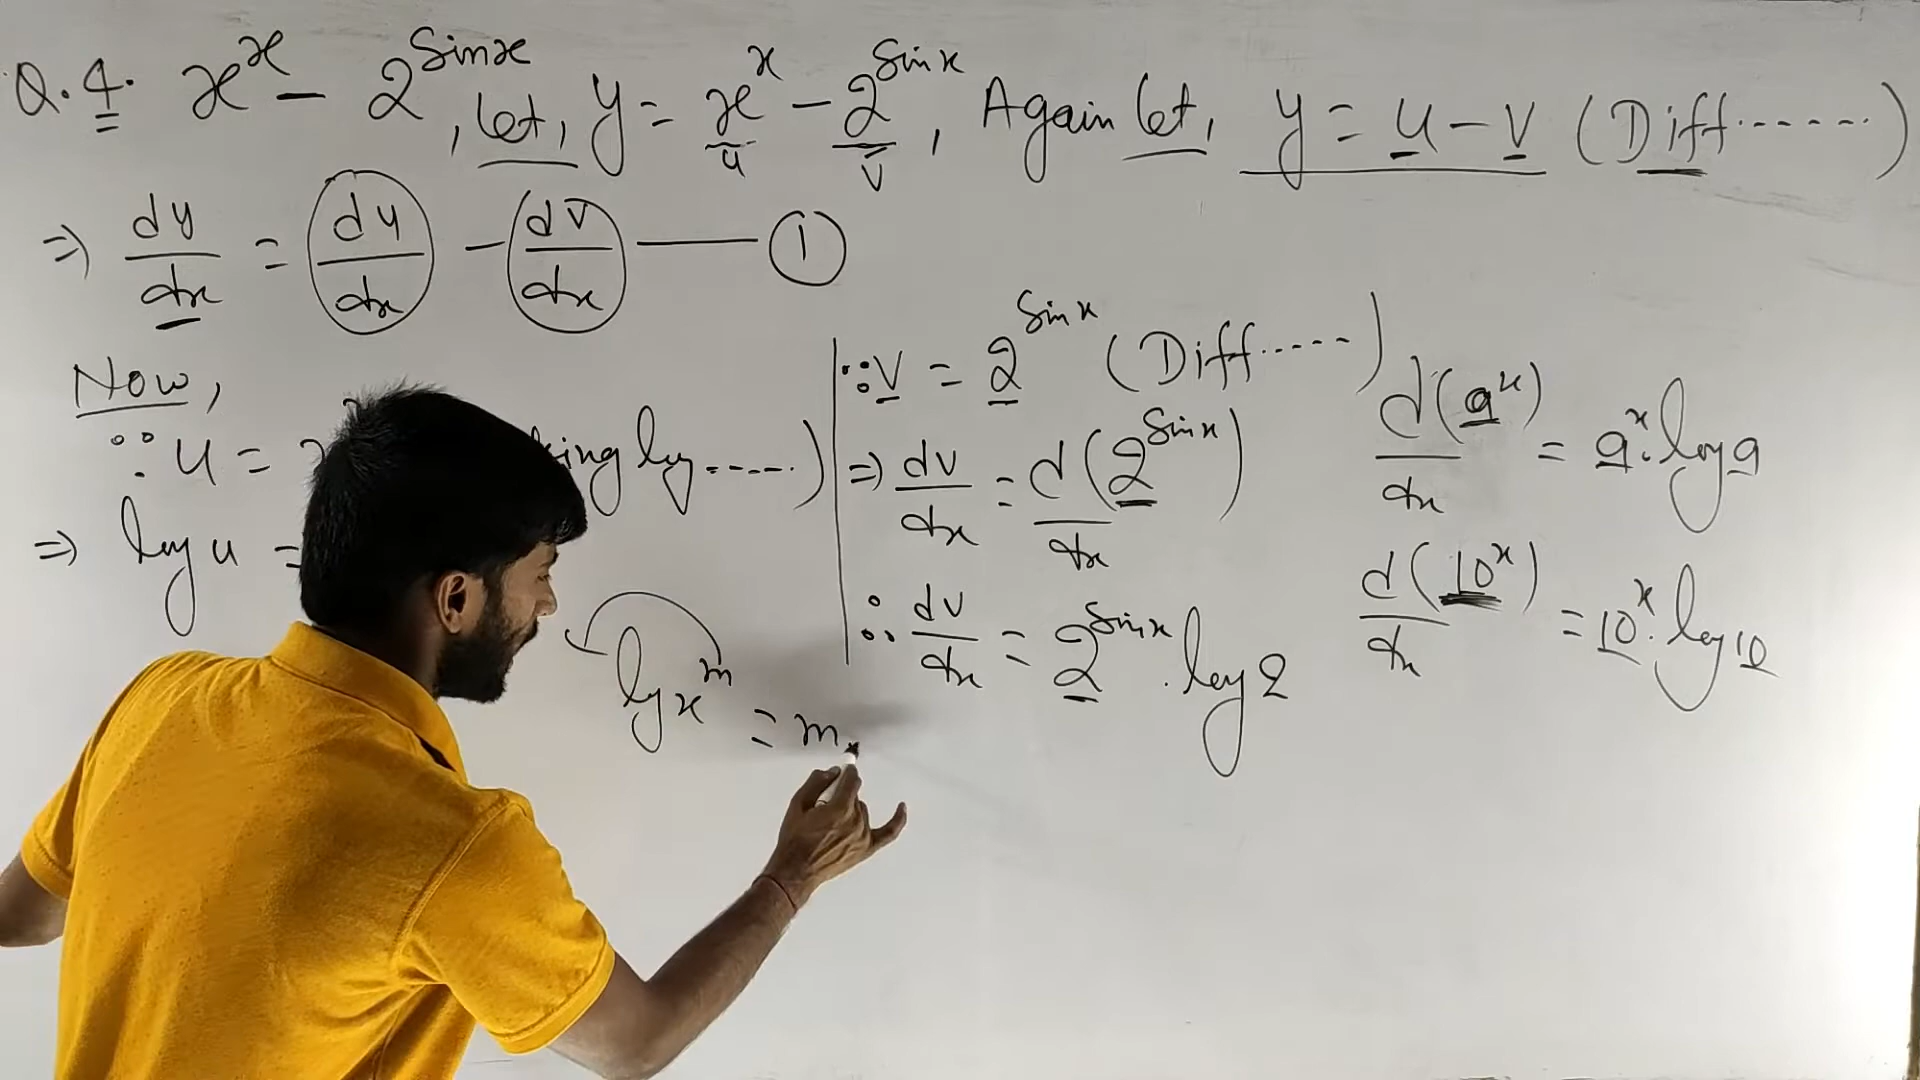 Q.4. x^x - 2^Sinx, let, y = x^x - 2^Sinx, Again let, y = u - v (Diff.......)
u v
⇒ dy/dx = du/dx - dv/dx —— ①
Now,
∵ u = king log.....)
⇒ log u =
log x^m = m
∵ v = 2^Sinx (Diff......)
⇒ dv/dx = d(2^Sinx)/dx
∴ dv/dx = 2^Sinx . log 2
d(a^x)/dx = a^x . log a
d(10^x)/dx = 10^x . log 10